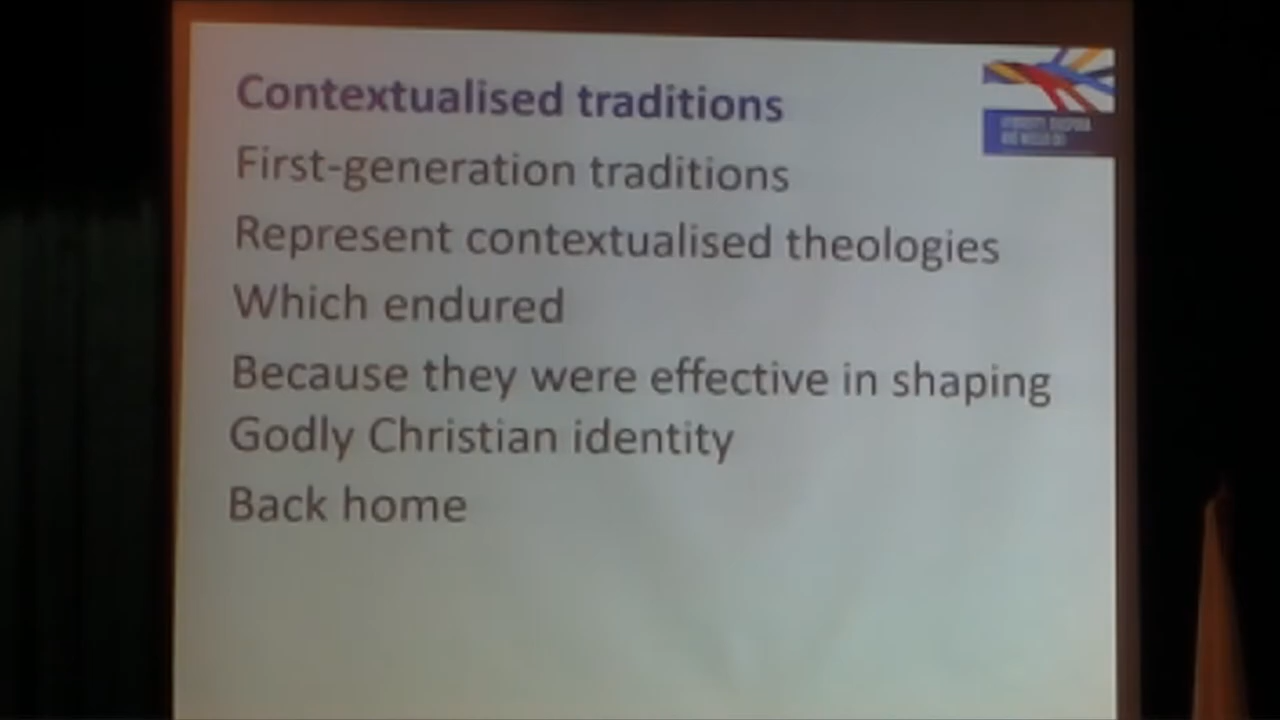 Contextualised traditions
First-generation traditions
Represent contextualised theologies
Which endured
Because they were effective in shaping
Godly Christian identity
Back home